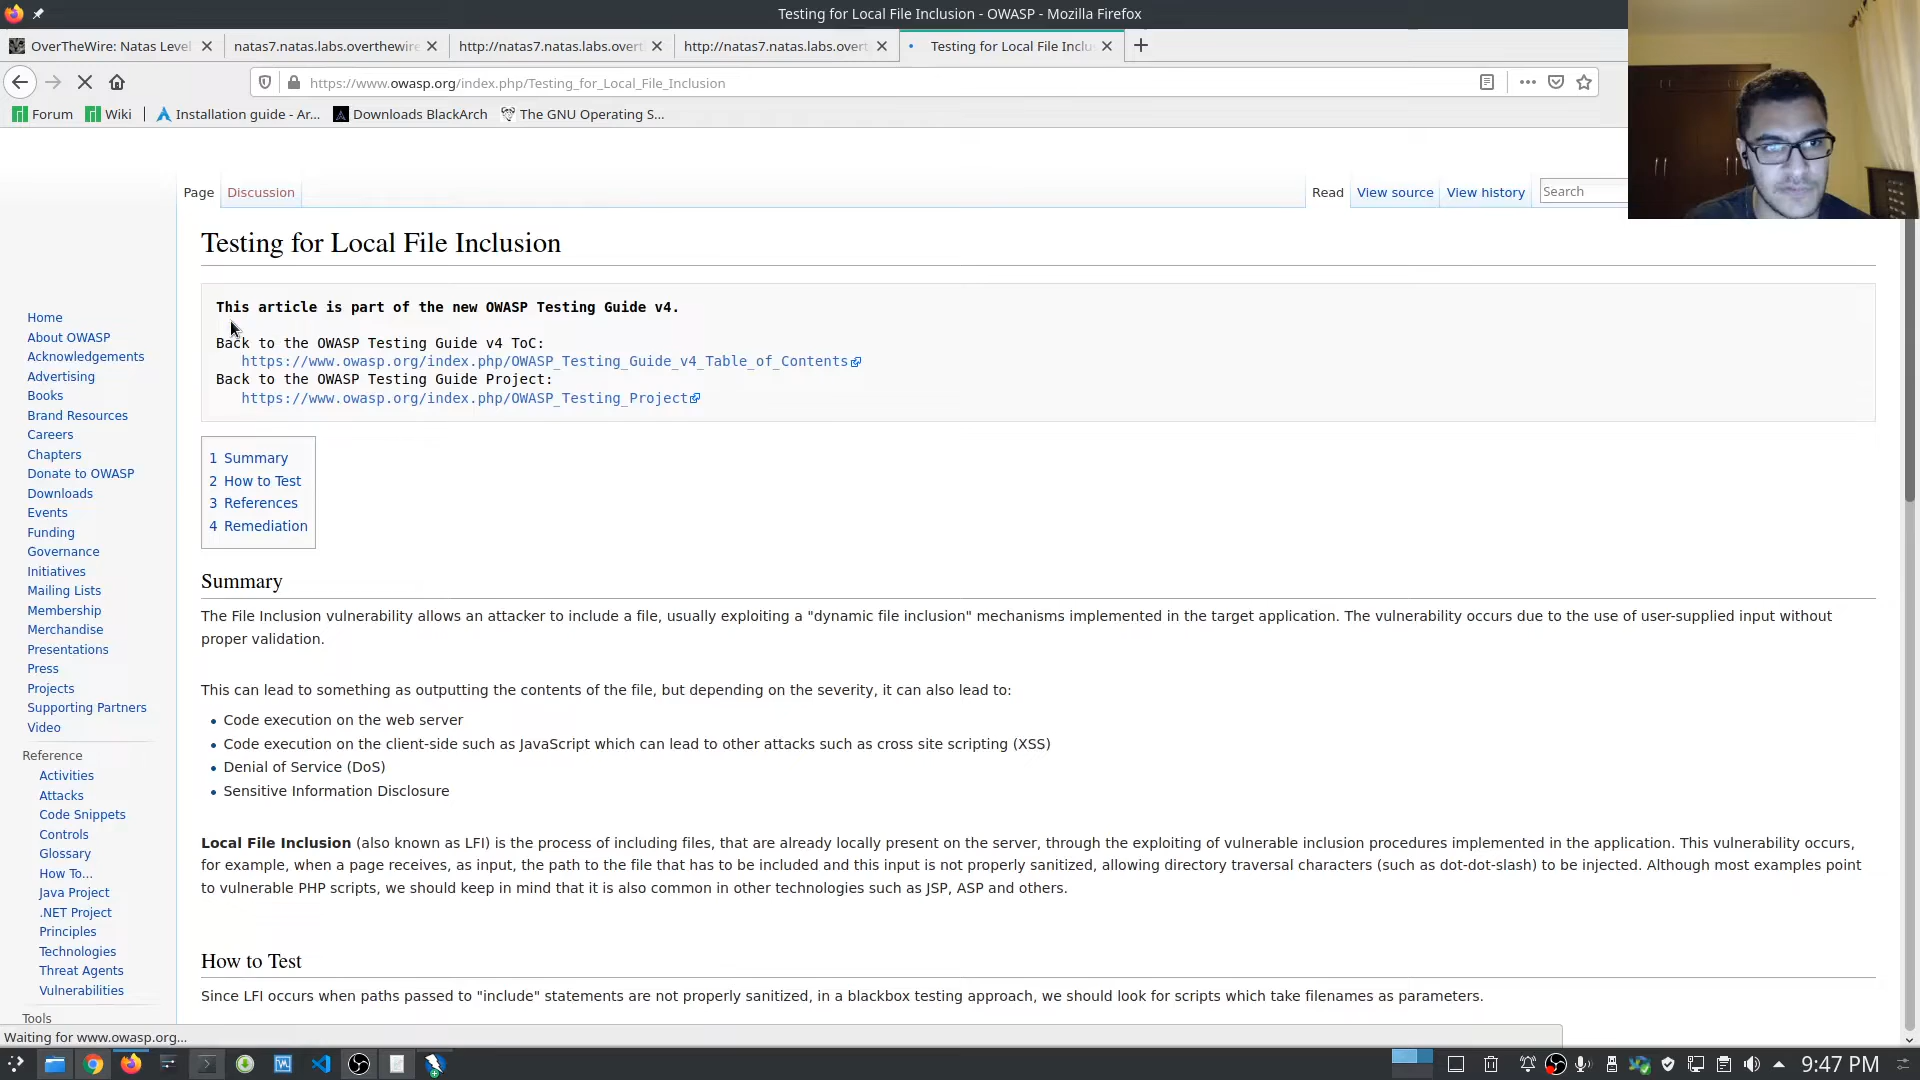 Testing for Local File Inclusion - OWASP - Mozilla Firefox
OverTheWire: Natas Level
natas7.natas.labs.overthewire
http://natas7.natas.labs.overt
http://natas7.natas.labs.overt
Testing for Local File Inclu
https://www.owasp.org/index.php/Testing_for_Local_File_Inclusion
Forum
Wiki
Installation guide - Ar...
Downloads BlackArch
The GNU Operating S...
Page
Discussion
Read
View source
View history
Search
Testing for Local File Inclusion
This article is part of the new OWASP Testing Guide v4.
Back to the OWASP Testing Guide v4 ToC:
https://www.owasp.org/index.php/OWASP_Testing_Guide_v4_Table_of_Contents
Back to the OWASP Testing Guide Project:
https://www.owasp.org/index.php/OWASP_Testing_Project
1 Summary
2 How to Test
3 References
4 Remediation
Home
About OWASP
Acknowledgements
Advertising
Books
Brand Resources
Careers
Chapters
Donate to OWASP
Downloads
Events
Funding
Governance
Initiatives
Mailing Lists
Membership
Merchandise
Presentations
Press
Projects
Supporting Partners
Video
Reference
Activities
Attacks
Code Snippets
Controls
Glossary
How To...
Java Project
.NET Project
Principles
Technologies
Threat Agents
Vulnerabilities
Tools
Summary
The File Inclusion vulnerability allows an attacker to include a file, usually exploiting a "dynamic file inclusion" mechanisms implemented in the target application. The vulnerability occurs due to the use of user-supplied input without
proper validation.
This can lead to something as outputting the contents of the file, but depending on the severity, it can also lead to:
Code execution on the web server
Code execution on the client-side such as JavaScript which can lead to other attacks such as cross site scripting (XSS)
Denial of Service (DoS)
Sensitive Information Disclosure
Local File Inclusion (also known as LFI) is the process of including files, that are already locally present on the server, through the exploiting of vulnerable inclusion procedures implemented in the application. This vulnerability occurs,
for example, when a page receives, as input, the path to the file that has to be included and this input is not properly sanitized, allowing directory traversal characters (such as dot-dot-slash) to be injected. Although most examples point
to vulnerable PHP scripts, we should keep in mind that it is also common in other technologies such as JSP, ASP and others.
How to Test
Since LFI occurs when paths passed to "include" statements are not properly sanitized, in a blackbox testing approach, we should look for scripts which take filenames as parameters.
Waiting for www.owasp.org...
9:47 PM